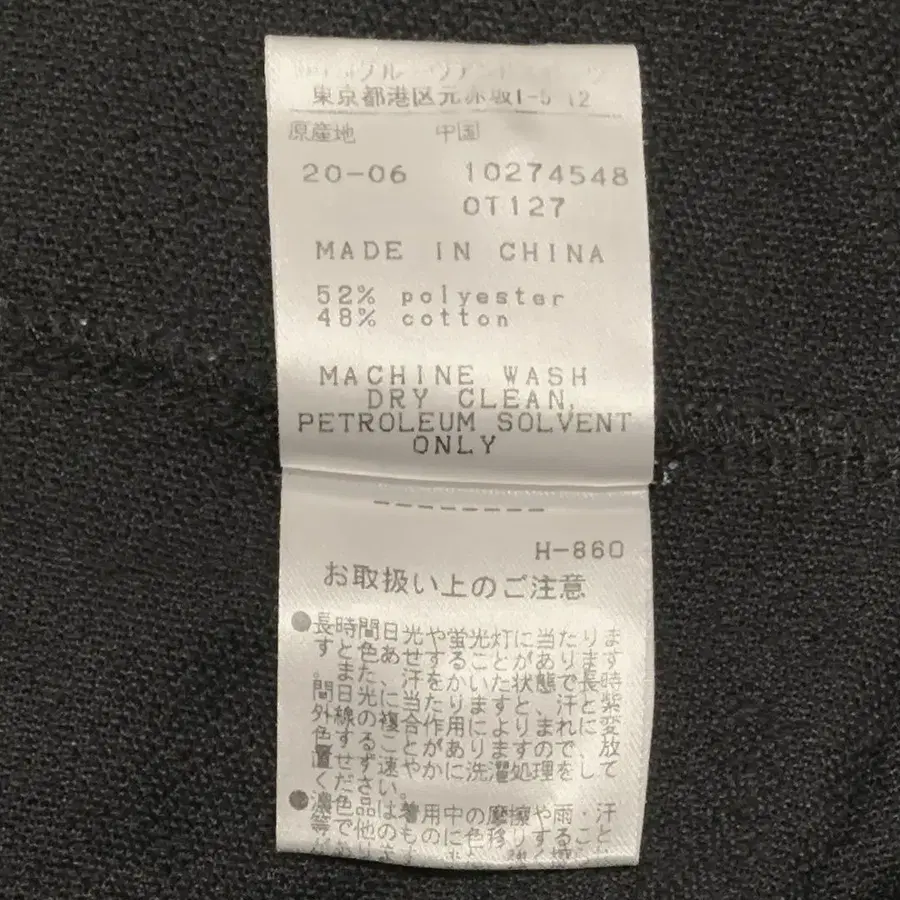 東京都港区元赤坂1-5-12
原産地 中国
20-06 10274548
OT127
MADE IN CHINA
52% polyester
48% cotton
MACHINE WASH
DRY CLEAN,
PETROLEUM SOLVENT
ONLY
H-860
お取扱い上のご注意
●長時間日光や蛍光灯に当たりま
すと色あせすることがあります
。また、汗をかいた状態で長時
間日光に当たりますと、汗と紫
外線の複合作用によりまれに変
色することがありますので、放
置せず速やかに洗濯処理をして
ください。
●濃色品は着用中の摩擦や雨・汗
等で他のものに色移りすること